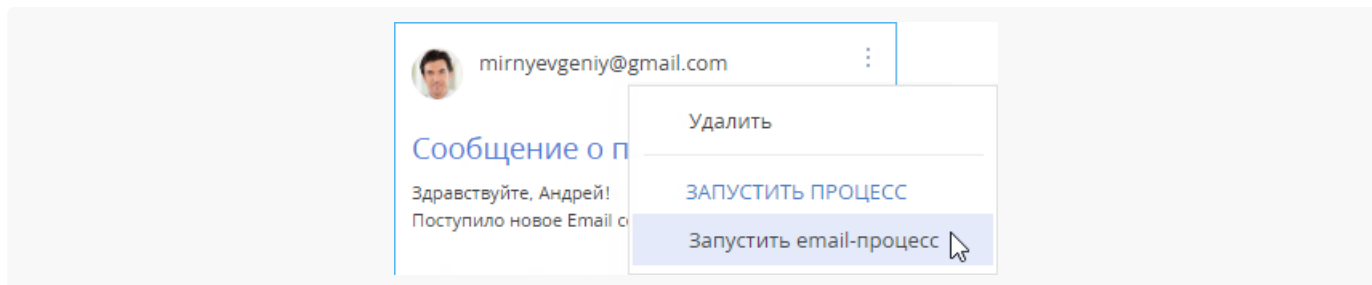 mirnyevgeniy@gmail.com
Удалить
Сообщение о п
Здравствуйте, Андрей!
Поступило новое Email
ЗАПУСТИТЬ ПРОЦЕСС
Запустить email-процесс